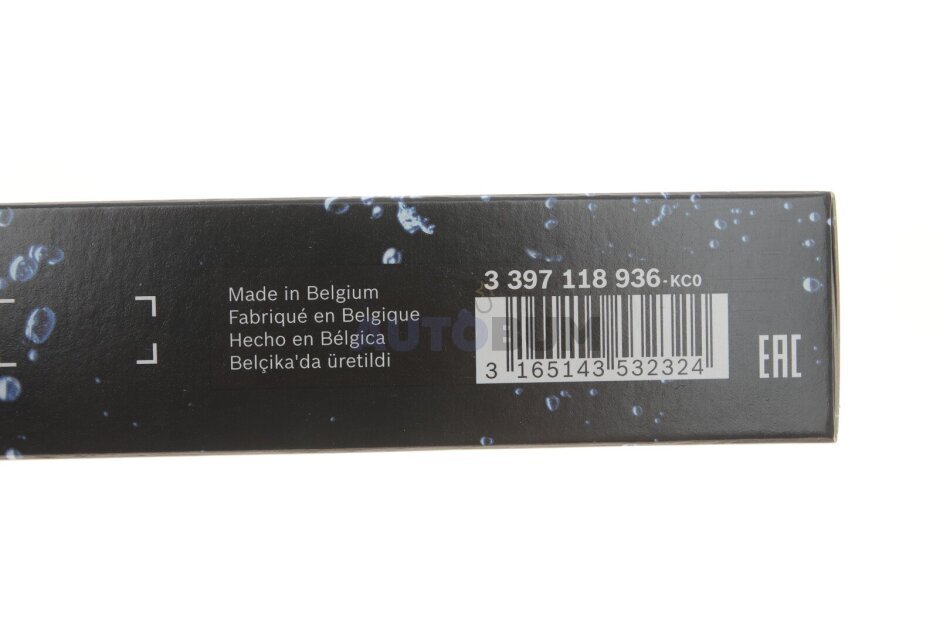 3 397 118 936-KC0
Made in Belgium
Fabriqué en Belgique
Hecho en Bélgica
Belçika'da üretildi
AUTOBUM
3 165143 532324
EAC